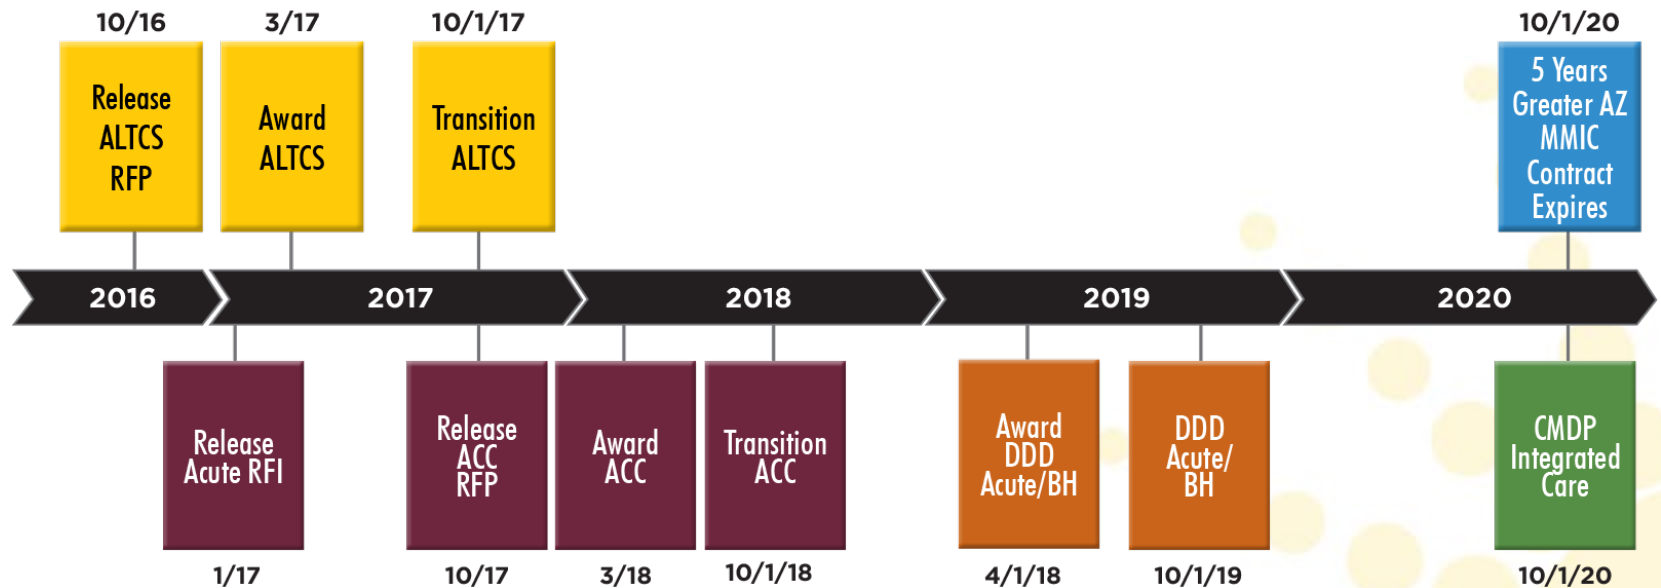 10/16
3/17
10/1/17
10/1/20
Release
ALTCS
RFP
Award
ALTCS
Transition
ALTCS
5 Years
Greater AZ
MMIC
Contract
Expires
2016
2017
2018
2019
2020
Release
Acute RFI
Release
ACC
RFP
Award
ACC
Transition
ACC
Award
DDD
Acute/BH
DDD
Acute/
BH
CMDP
Integrated
Care
1/17
10/17
3/18
10/1/18
4/1/18
10/1/19
10/1/20